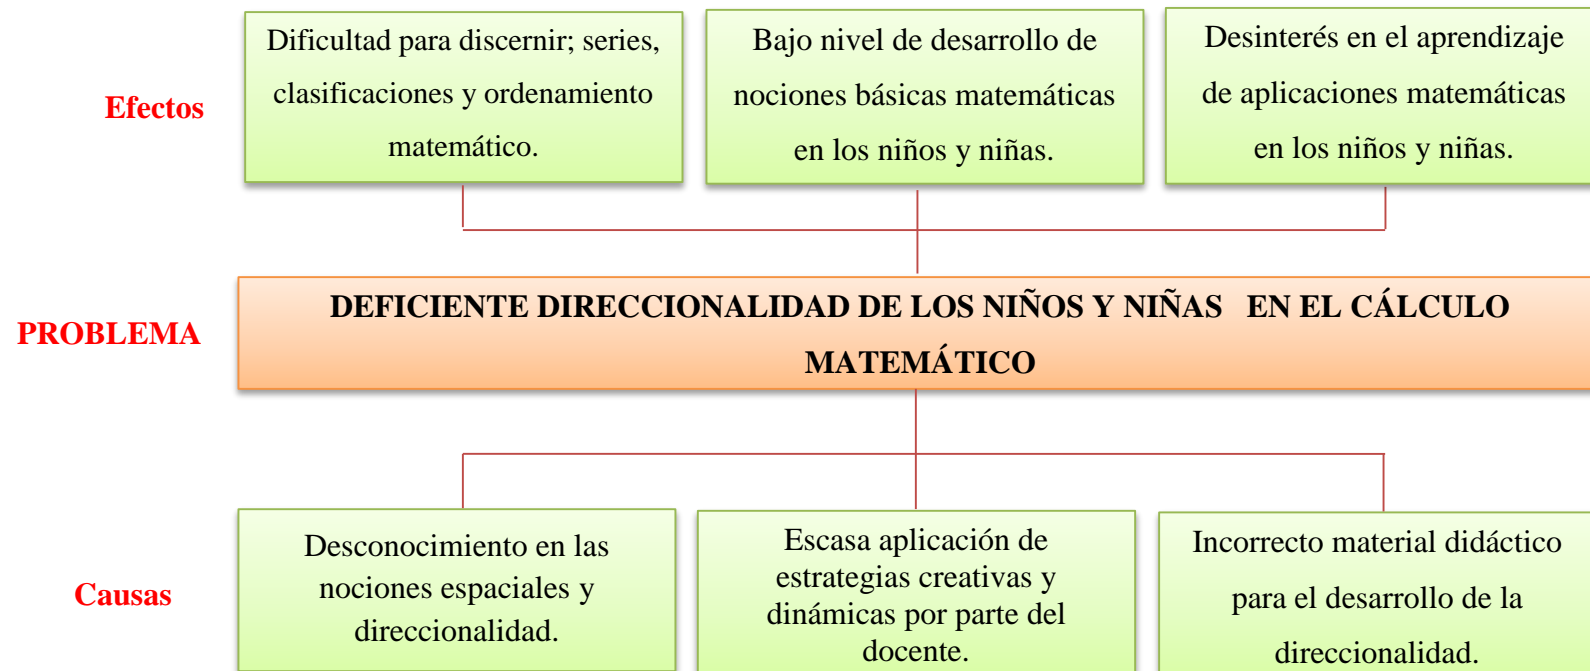 Efectos
Dificultad para discernir; series,
clasificaciones y ordenamiento
matemático.
Bajo nivel de desarrollo de
nociones básicas matemáticas
en los niños y niñas.
Desinterés en el aprendizaje
de aplicaciones matemáticas
en los niños y niñas.
PROBLEMA
DEFICIENTE DIRECCIONALIDAD DE LOS NIÑOS Y NIÑAS EN EL CÁLCULO
MATEMÁTICO
Causas
Desconocimiento en las
nociones espaciales y
direccionalidad.
Escasa aplicación de
estrategias creativas y
dinámicas por parte del
docente.
Incorrecto material didáctico
para el desarrollo de la
direccionalidad.